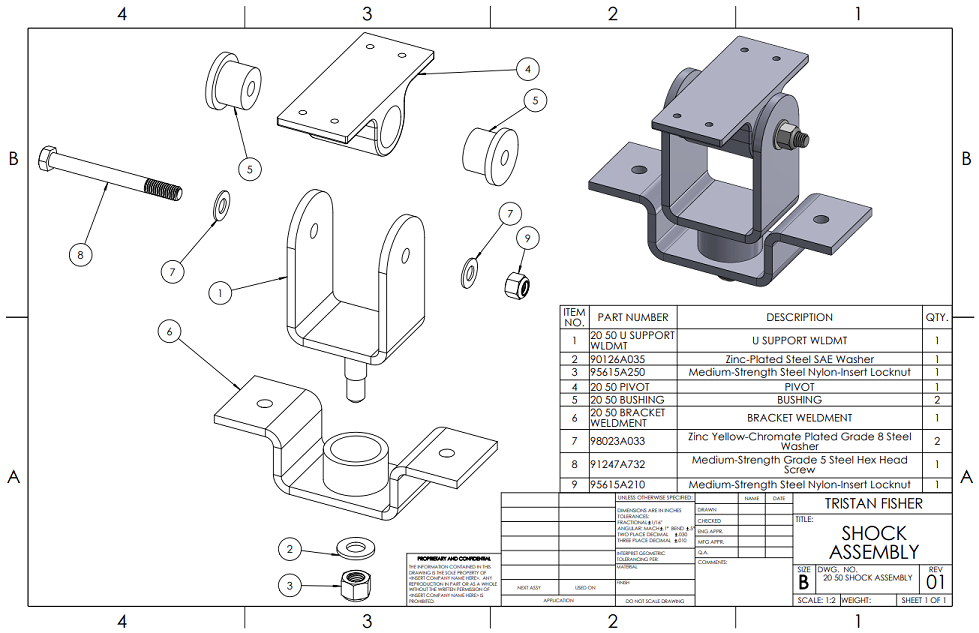 4 3 2 1
B B
A A
4
5
5
7
9
8
7
1
6
2
3
ITEM NO. PART NUMBER DESCRIPTION QTY.
1 20 50 U SUPPORT WLDMT U SUPPORT WLDMT 1
2 90126A035 Zinc-Plated Steel SAE Washer 1
3 95615A250 Medium-Strength Steel Nylon-Insert Locknut 1
4 20 50 PIVOT PIVOT 1
5 20 50 BUSHING BUSHING 2
6 20 50 BRACKET WELDMENT BRACKET WELDMENT 1
7 98023A033 Zinc Yellow-Chromate Plated Grade 8 Steel Washer 2
8 91247A732 Medium-Strength Grade 5 Steel Hex Head Screw 1
9 95615A210 Medium-Strength Steel Nylon-Insert Locknut 1
PROPRIETARY AND CONFIDENTIAL
THE INFORMATION CONTAINED IN THIS
DRAWING IS THE SOLE PROPERTY OF
<INSERT COMPANY NAME HERE>. ANY
REPRODUCTION IN PART OR AS A WHOLE
WITHOUT THE WRITTEN PERMISSION OF
<INSERT COMPANY NAME HERE> IS
PROHIBITED.
NEXT ASSY USED ON
APPLICATION
UNLESS OTHERWISE SPECIFIED:
DIMENSIONS ARE IN INCHES
TOLERANCES:
FRACTIONAL±1/16"
ANGULAR: MACH±.1° BEND ±.5°
TWO PLACE DECIMAL ±.030
THREE PLACE DECIMAL ±.010
INTERPRET GEOMETRIC
TOLERANCING PER:
MATERIAL
FINISH
DO NOT SCALE DRAWING
NAME DATE
DRAWN
CHECKED
ENG APPR.
MFG APPR.
Q.A.
COMMENTS:
TRISTAN FISHER
TITLE:
SHOCK
ASSEMBLY
SIZE DWG. NO. REV
B 20 50 SHOCK ASSEMBLY 01
SCALE: 1:2 WEIGHT: SHEET 1 OF 1
4 3 2 1